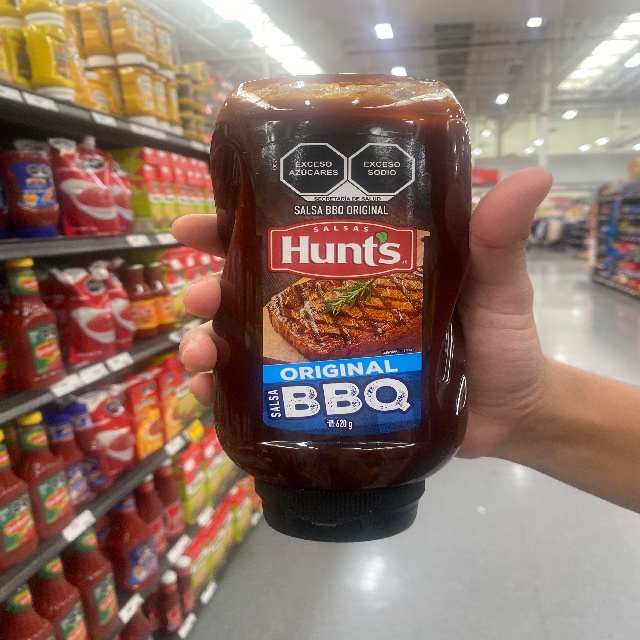 EXCESO AZÚCARES
EXCESO SODIO
SECRETARÍA DE SALUD
SALSA BBQ ORIGINAL
SALSAS
Hunt's
ORIGINAL
SALSA
BBQ
620 g